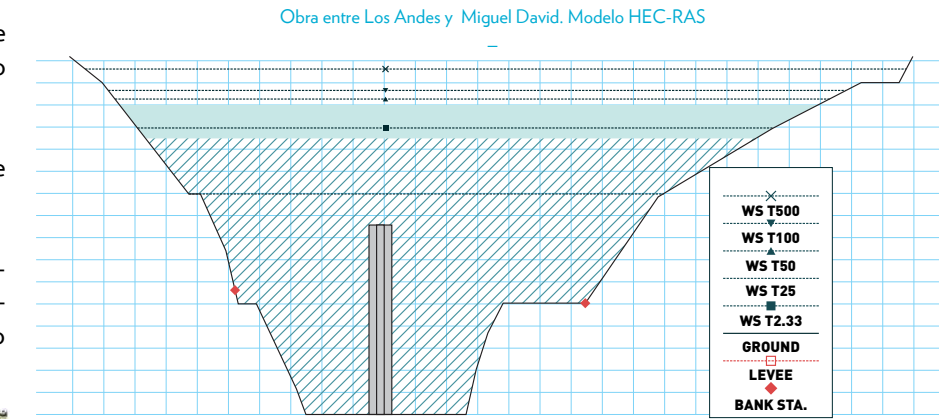 Obra entre Los Andes y Miguel David. Modelo HEC-RAS
WS T500
WS T100
WS T50
WS T25
WS T2.33
GROUND
LEVEE
BANK STA.